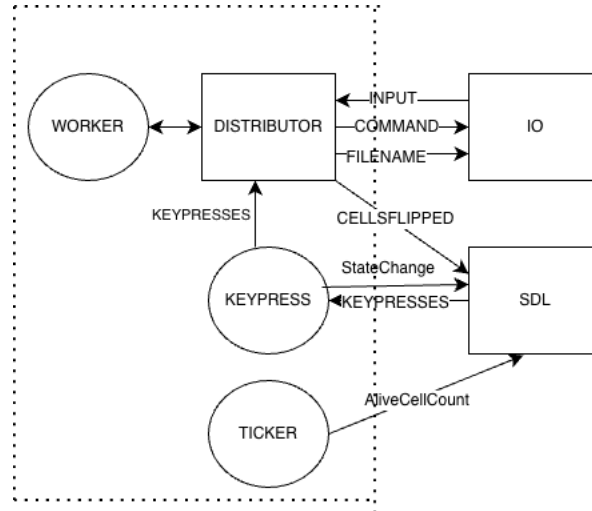 INPUT
WORKER
DISTRIBUTOR
COMMAND
IO
FILENAME
KEYPRESSES
CELLSFLIPPED
StateChange
KEYPRESS
KEYPRESSES
SDL
AliveCellCount
TICKER